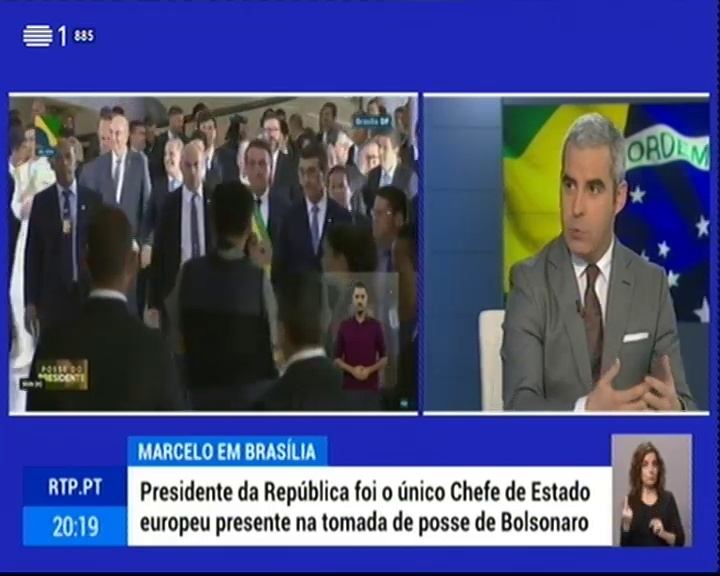 1 885
Brasília DF
ORDEM
POSSE DO
PRESIDENTE
MARCELO EM BRASÍLIA
RTP.PT
Presidente da República foi o único Chefe de Estado
20:19
europeu presente na tomada de posse de Bolsonaro